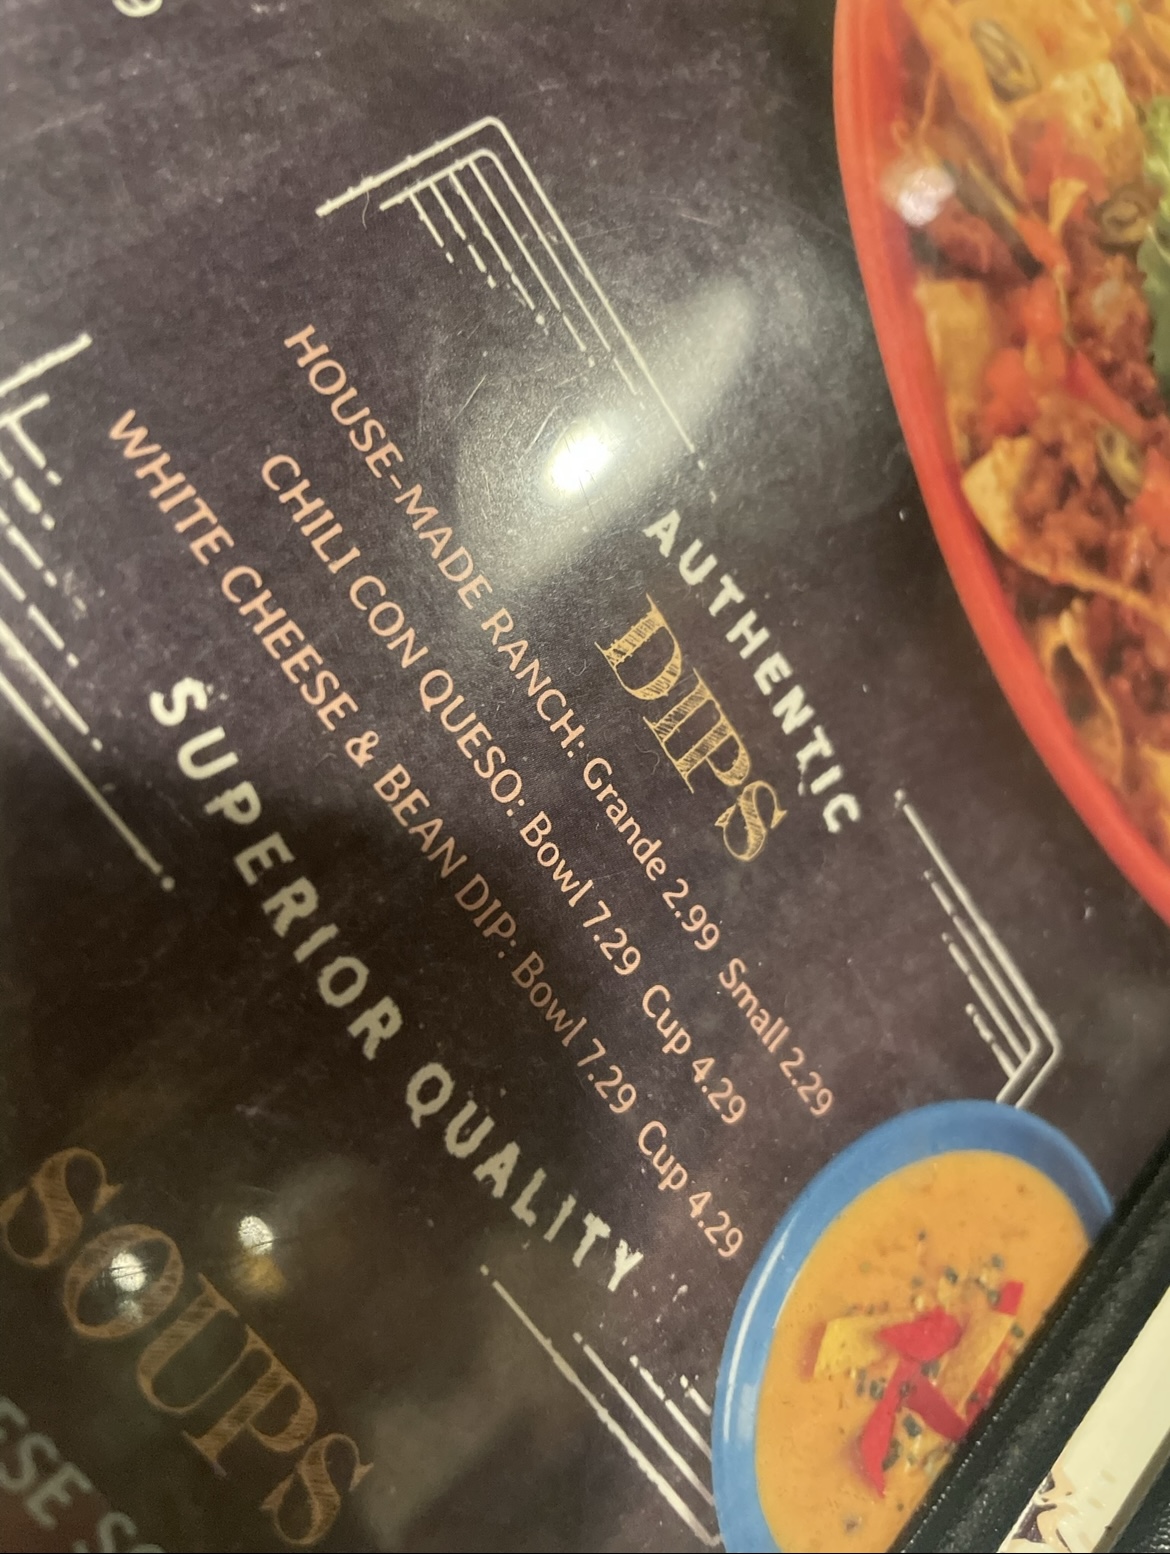 AUTHENTIC
DIPS
HOUSE-MADE RANCH: Grande 2.99 Small 2.29
CHILI CON QUESO: Bowl 7.29 Cup 4.29
WHITE CHEESE & BEAN DIP: Bowl 7.29 Cup 4.29
SUPERIOR QUALITY
SOUPS